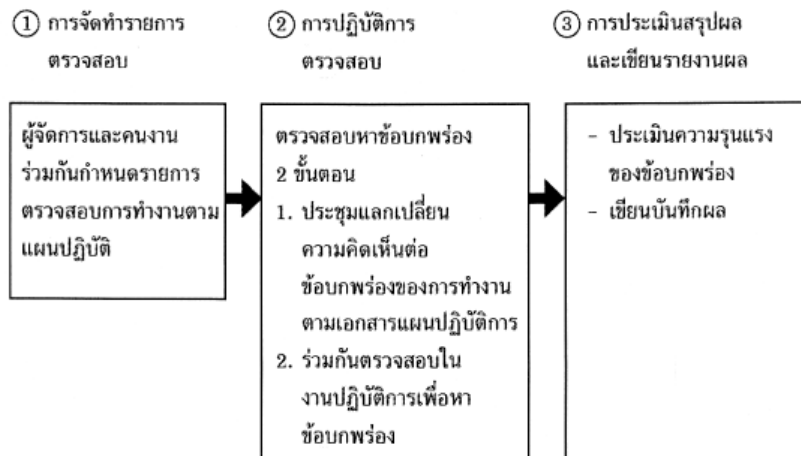 ① การจัดทำรายการ
ตรวจสอบ
② การปฏิบัติการ
ตรวจสอบ
③ การประเมินสรุปผล
และเขียนรายงานผล
ผู้จัดการและคนงาน
ร่วมกันกำหนดรายการ
ตรวจสอบการทำงานตาม
แผนปฏิบัติ
ตรวจสอบหาข้อบกพร่อง
2 ขั้นตอน
1. ประชุมแลกเปลี่ยน
ความคิดเห็นต่อ
ข้อบกพร่องของการทำงาน
ตามเอกสารแผนปฏิบัติการ
2. ร่วมกันตรวจสอบใน
งานปฏิบัติการเพื่อหา
ข้อบกพร่อง
- ประเมินความรุนแรง
ของข้อบกพร่อง
- เขียนบันทึกผล